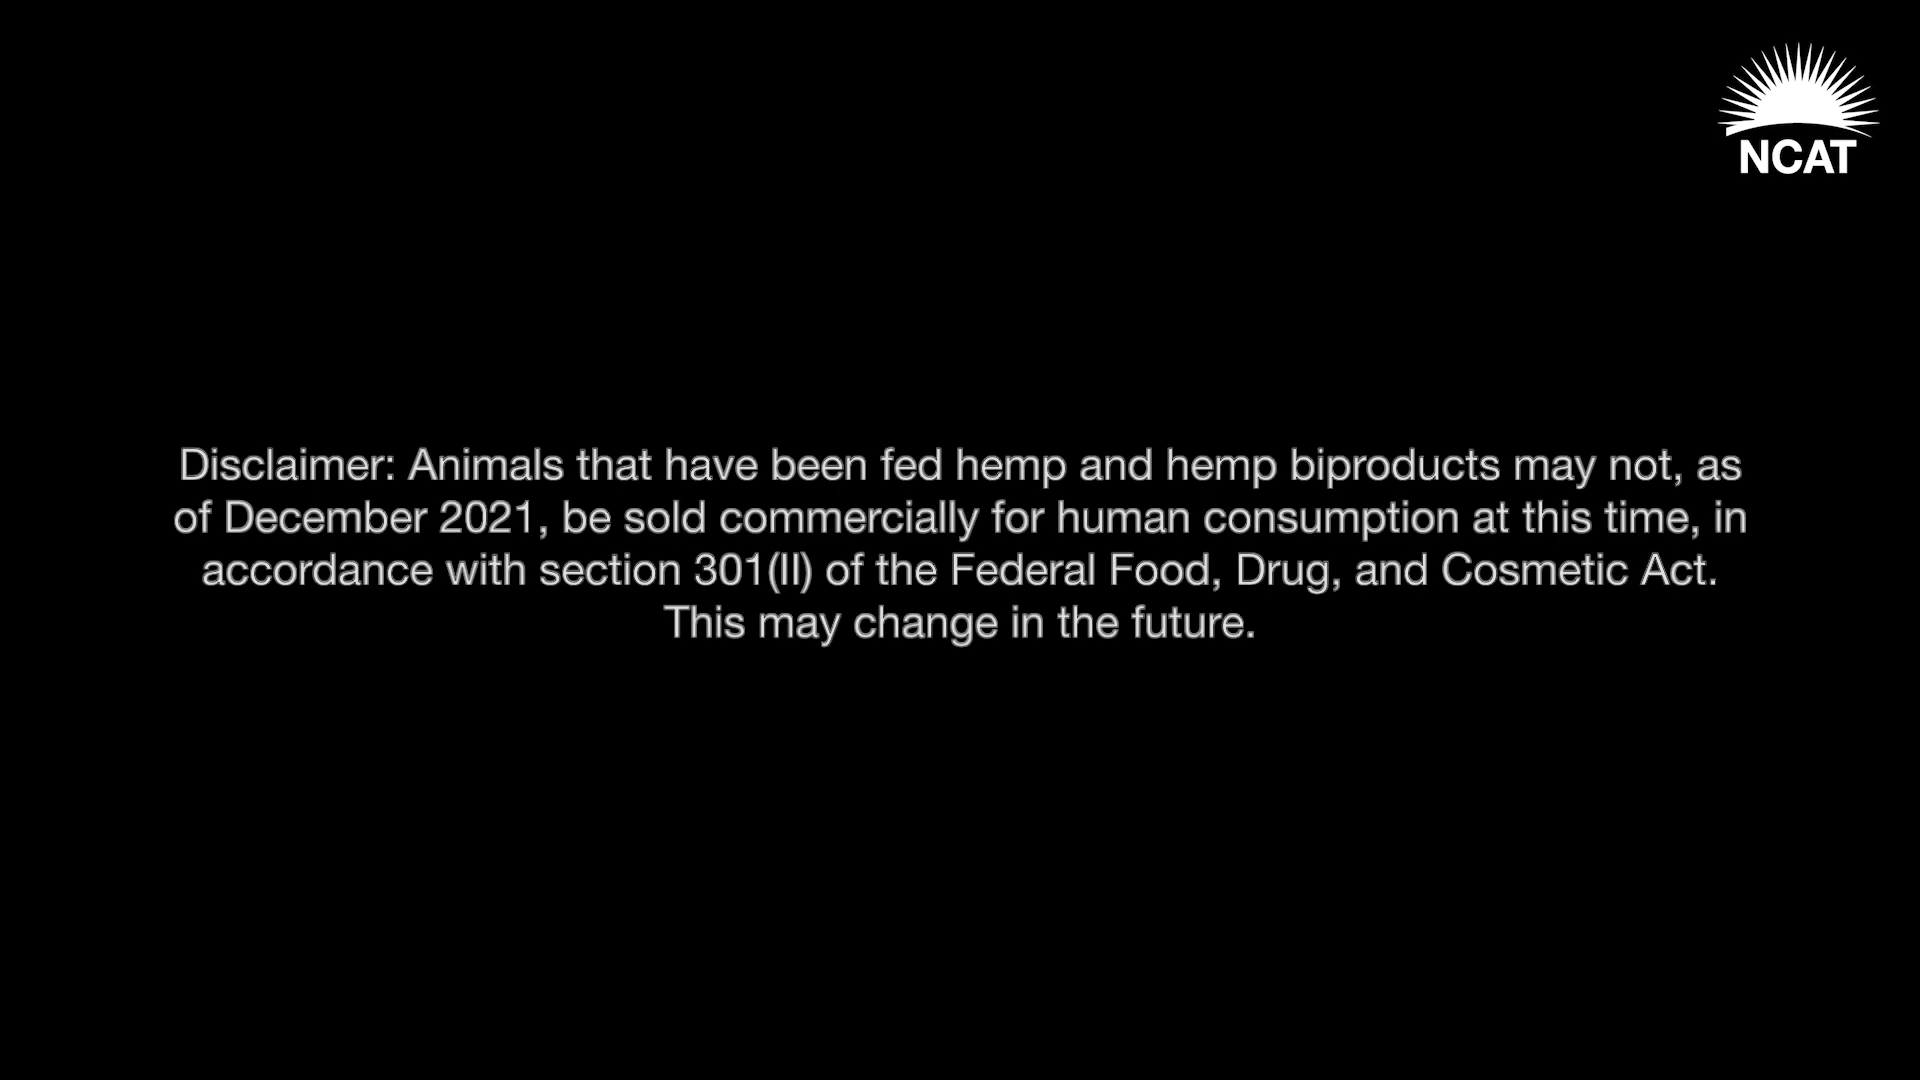 NCAT
Disclaimer: Animals that have been fed hemp and hemp biproducts may not, as
of December 2021, be sold commercially for human consumption at this time, in
accordance with section 301(II) of the Federal Food, Drug, and Cosmetic Act.
This may change in the future.